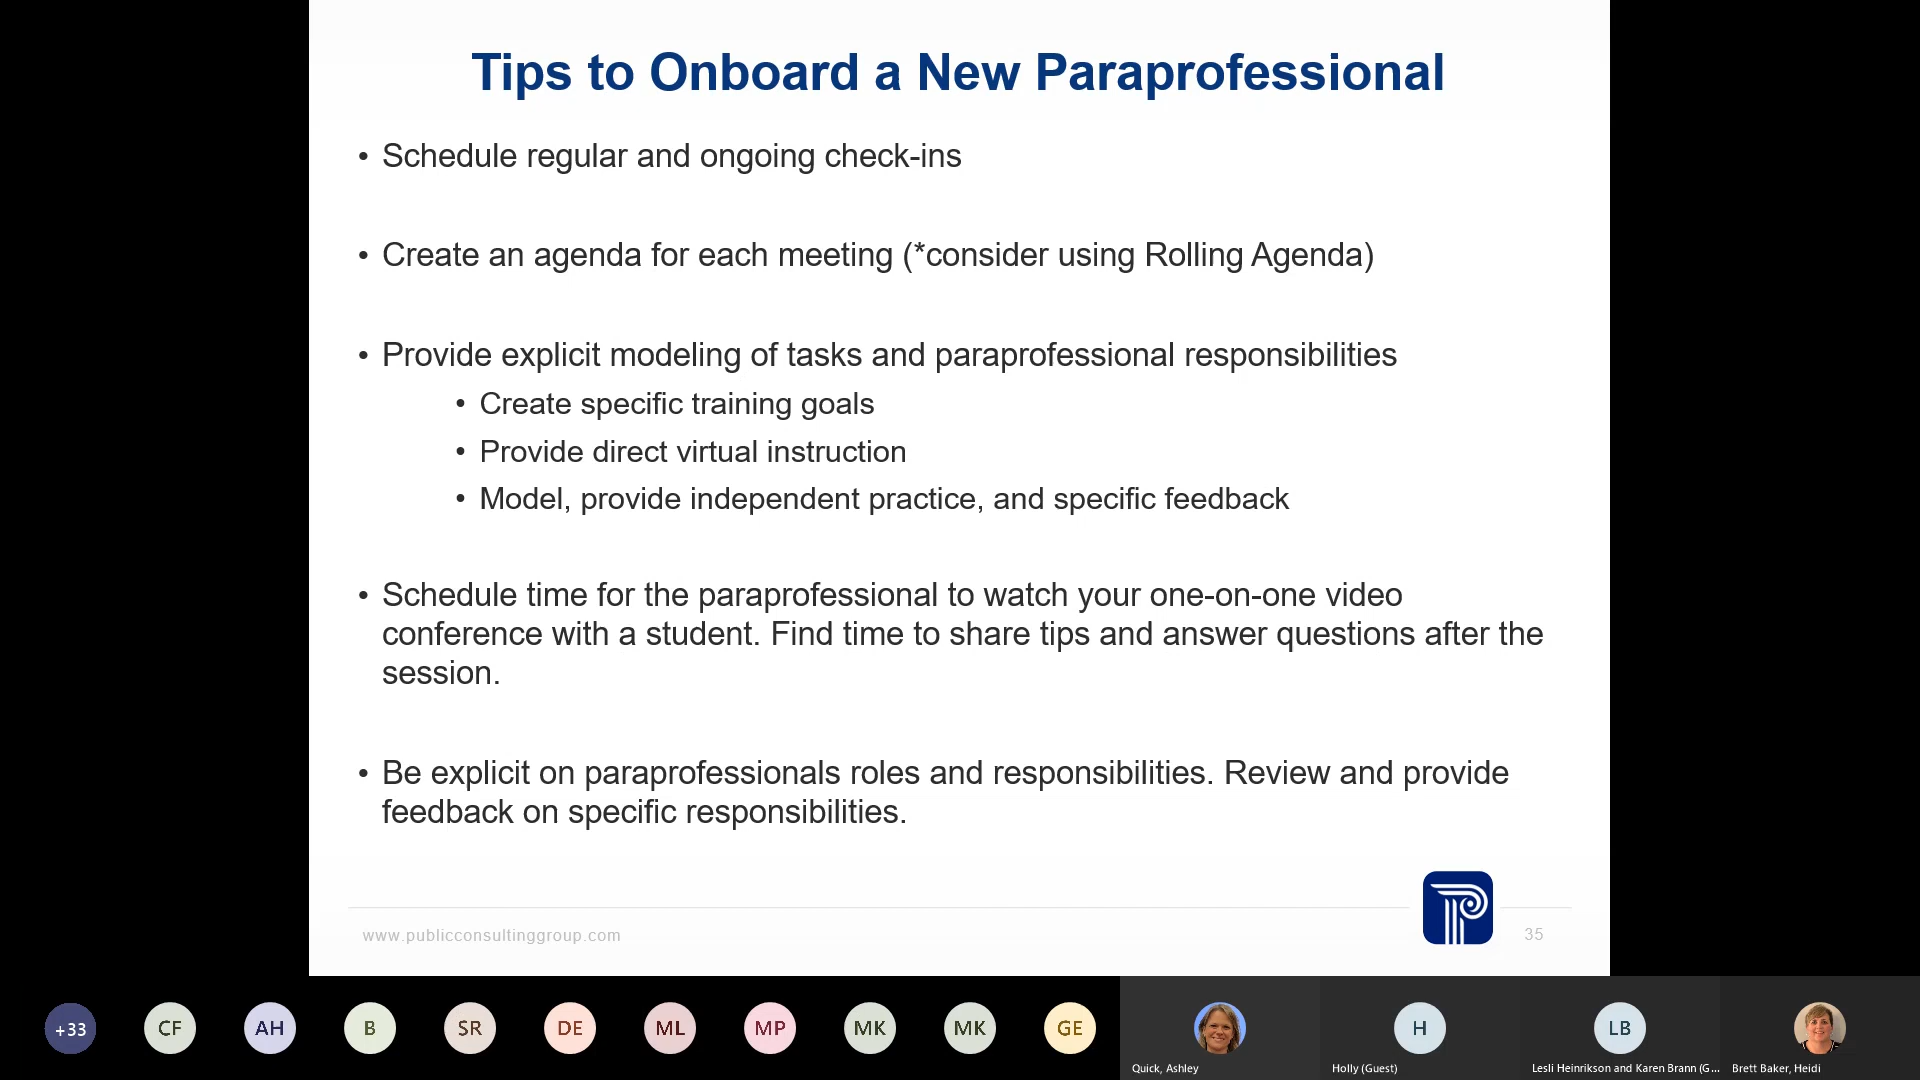 Tips to Onboard a New Paraprofessional
• Schedule regular and ongoing check-ins
• Create an agenda for each meeting (*consider using Rolling Agenda)
• Provide explicit modeling of tasks and paraprofessional responsibilities
• Create specific training goals
• Provide direct virtual instruction
• Model, provide independent practice, and specific feedback
• Schedule time for the paraprofessional to watch your one-on-one video
conference with a student. Find time to share tips and answer questions after the
session.
• Be explicit on paraprofessionals roles and responsibilities. Review and provide
feedback on specific responsibilities.
www.publicconsultinggroup.com
35
+33
CF
AH
B
SR
DE
ML
MP
MK
MK
GE
H
LB
Quick, Ashley
Holly (Guest)
Lesli Heinrikson and Karen Brann (G...
Brett Baker, Heidi